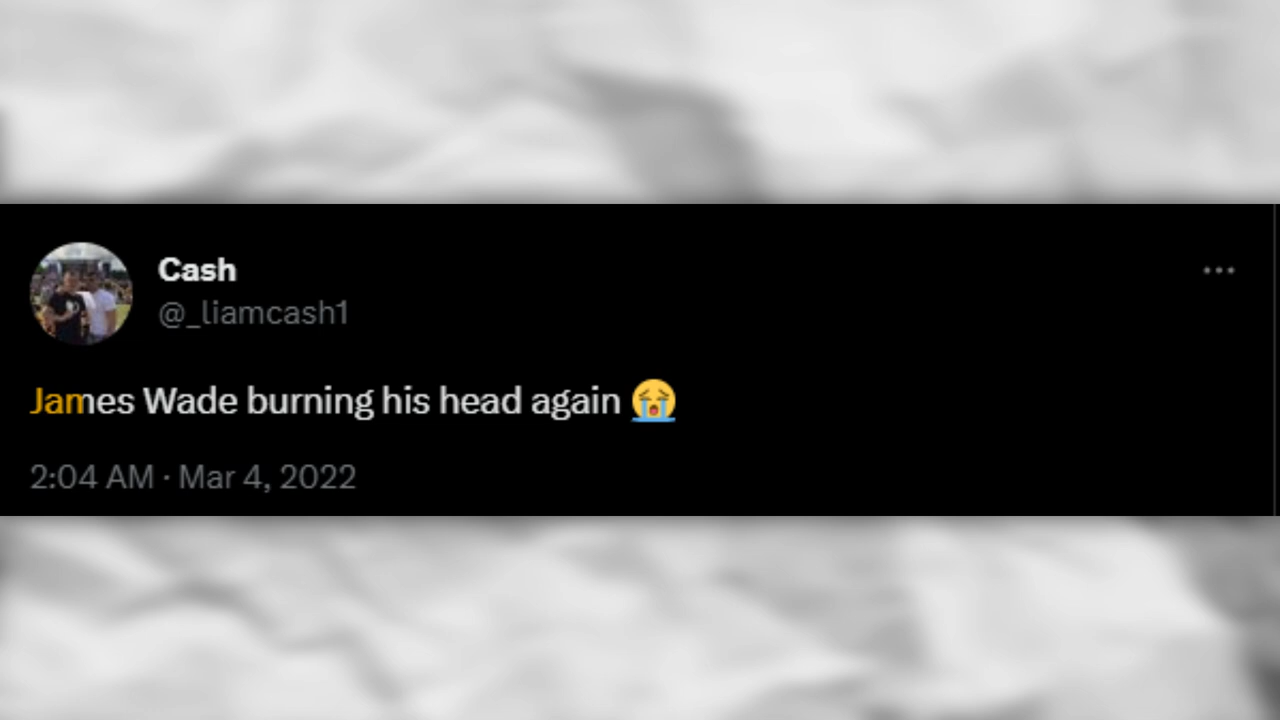 Cash
@_liamcash1
James Wade burning his head again 😭
2:04 AM · Mar 4, 2022